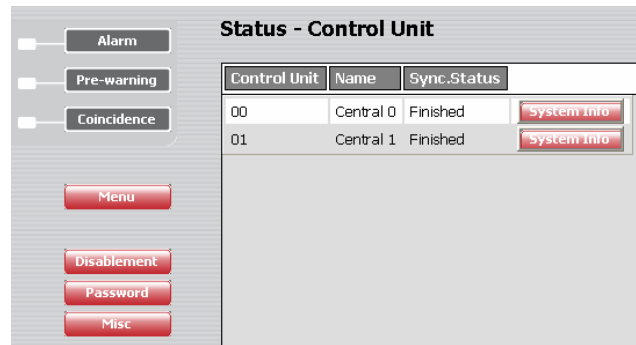 Alarm
Pre-warning
Coincidence
Menu
Disablement
Password
Misc
Status - Control Unit
Control Unit Name Sync.Status
00 Central 0 Finished System Info
01 Central 1 Finished System Info